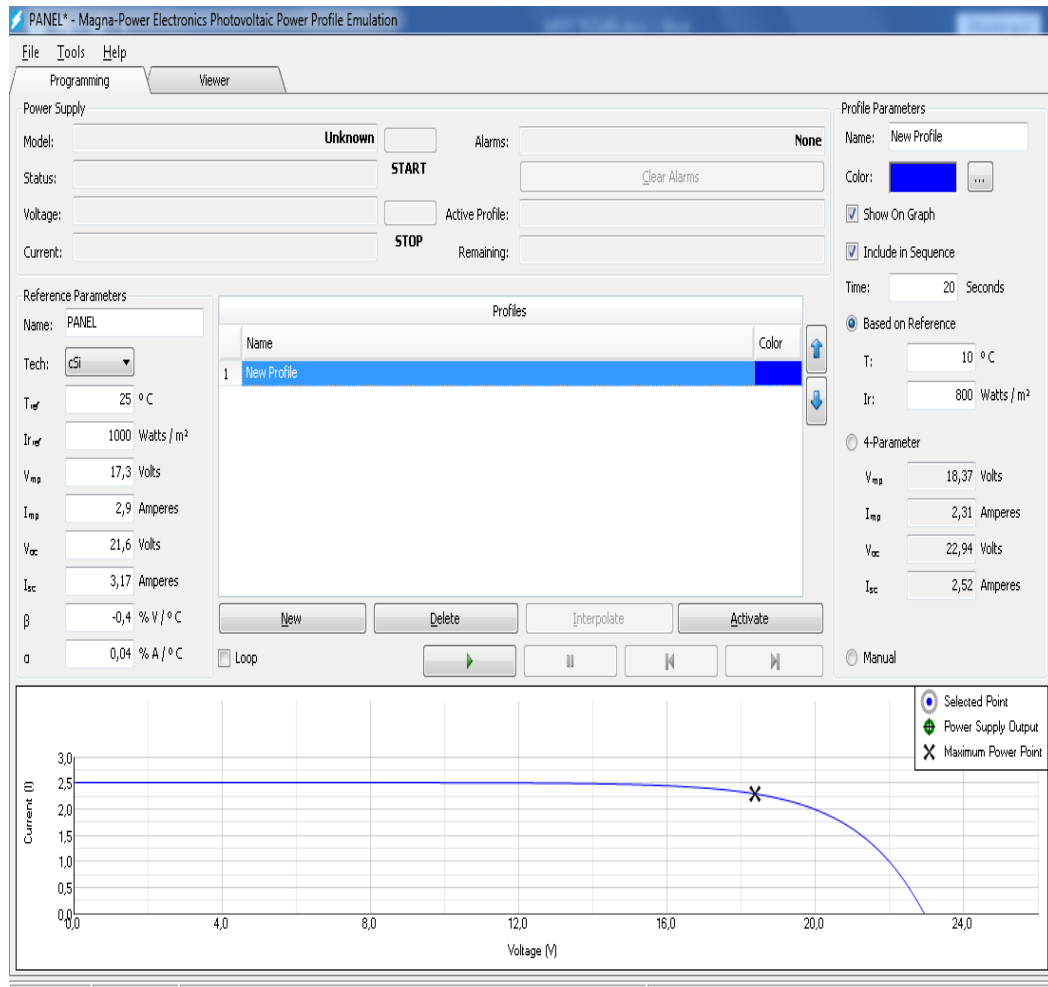 PANEL* - Magna-Power Electronics Photovoltaic Power Profile Emulation
File Tools Help
Programming Viewer
Power Supply
Model: Unknown
Status:
Voltage:
Current:
START
STOP
Alarms: None
Clear Alarms
Active Profile:
Remaining:
Reference Parameters
Name: PANEL
Tech: cSi
Tref 25 º C
Irref 1000 Watts / m²
Vmp 17,3 Volts
Imp 2,9 Amperes
Voc 21,6 Volts
Isc 3,17 Amperes
β -0,4 % V / º C
α 0,04 % A / º C
Profiles
Name Color
1 New Profile
New Delete Interpolate Activate
Loop
Profile Parameters
Name: New Profile
Color: ...
Show On Graph
Include in Sequence
Time: 20 Seconds
Based on Reference
T: 10 º C
Ir: 800 Watts / m²
4-Parameter
Vmp 18,37 Volts
Imp 2,31 Amperes
Voc 22,94 Volts
Isc 2,52 Amperes
Manual
Selected Point
Power Supply Output
Maximum Power Point
Current (I)
3,0
2,5
2,0
1,5
1,0
0,5
0,0
0,0 4,0 8,0 12,0 16,0 20,0 24,0
Voltage (V)